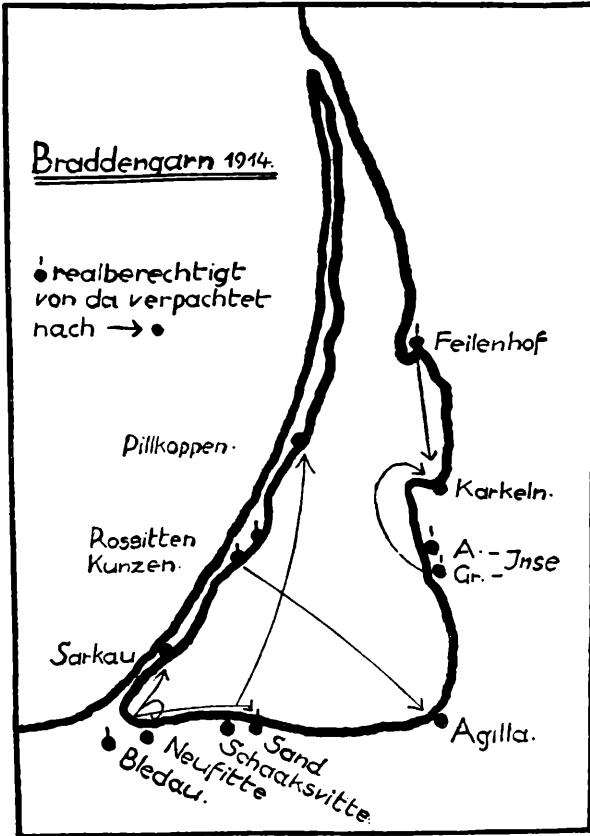 Braddengarn 1914.
realberechtigt
von da verpachtet
nach →
Feilenhof
Pillkoppen.
Karkeln.
Rossitten
Kunzen.
A. - Jnse
Gr. -
Sarkau
Agilla.
Sand
Schaaksvitte.
Neufitte
Bledau.